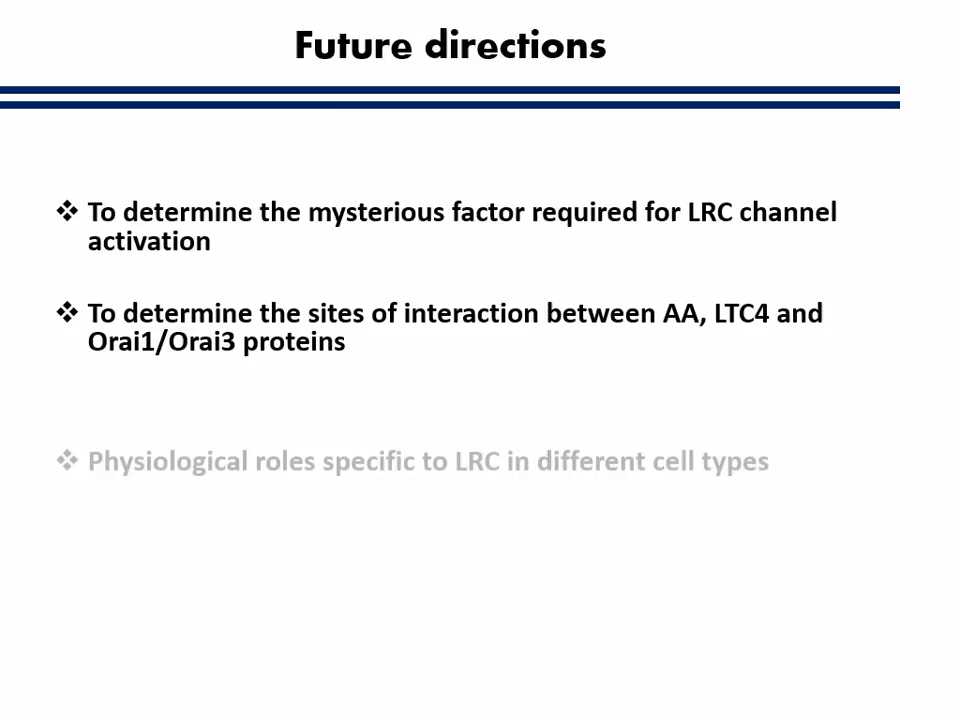 Future directions
❖ To determine the mysterious factor required for LRC channel
activation
❖ To determine the sites of interaction between AA, LTC4 and
Orai1/Orai3 proteins
❖ Physiological roles specific to LRC in different cell types